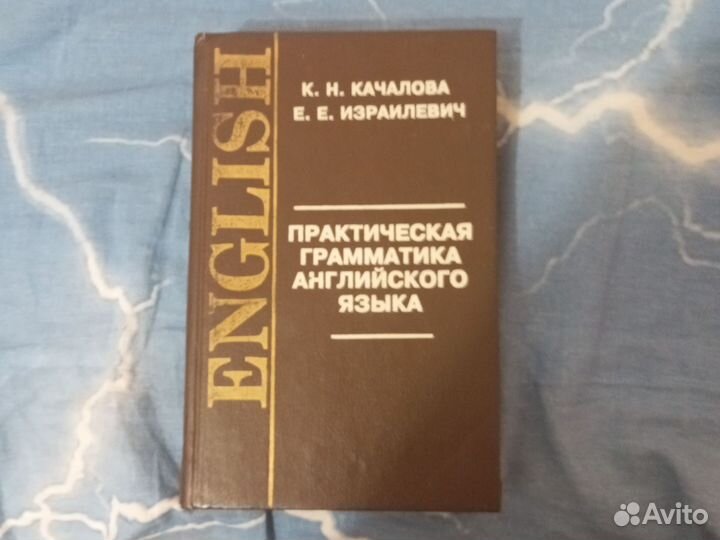 ENGLISH
К. Н. КАЧАЛОВА
Е. Е. ИЗРАИЛЕВИЧ
ПРАКТИЧЕСКАЯ
ГРАММАТИКА
АНГЛИЙСКОГО
ЯЗЫКА
Avito